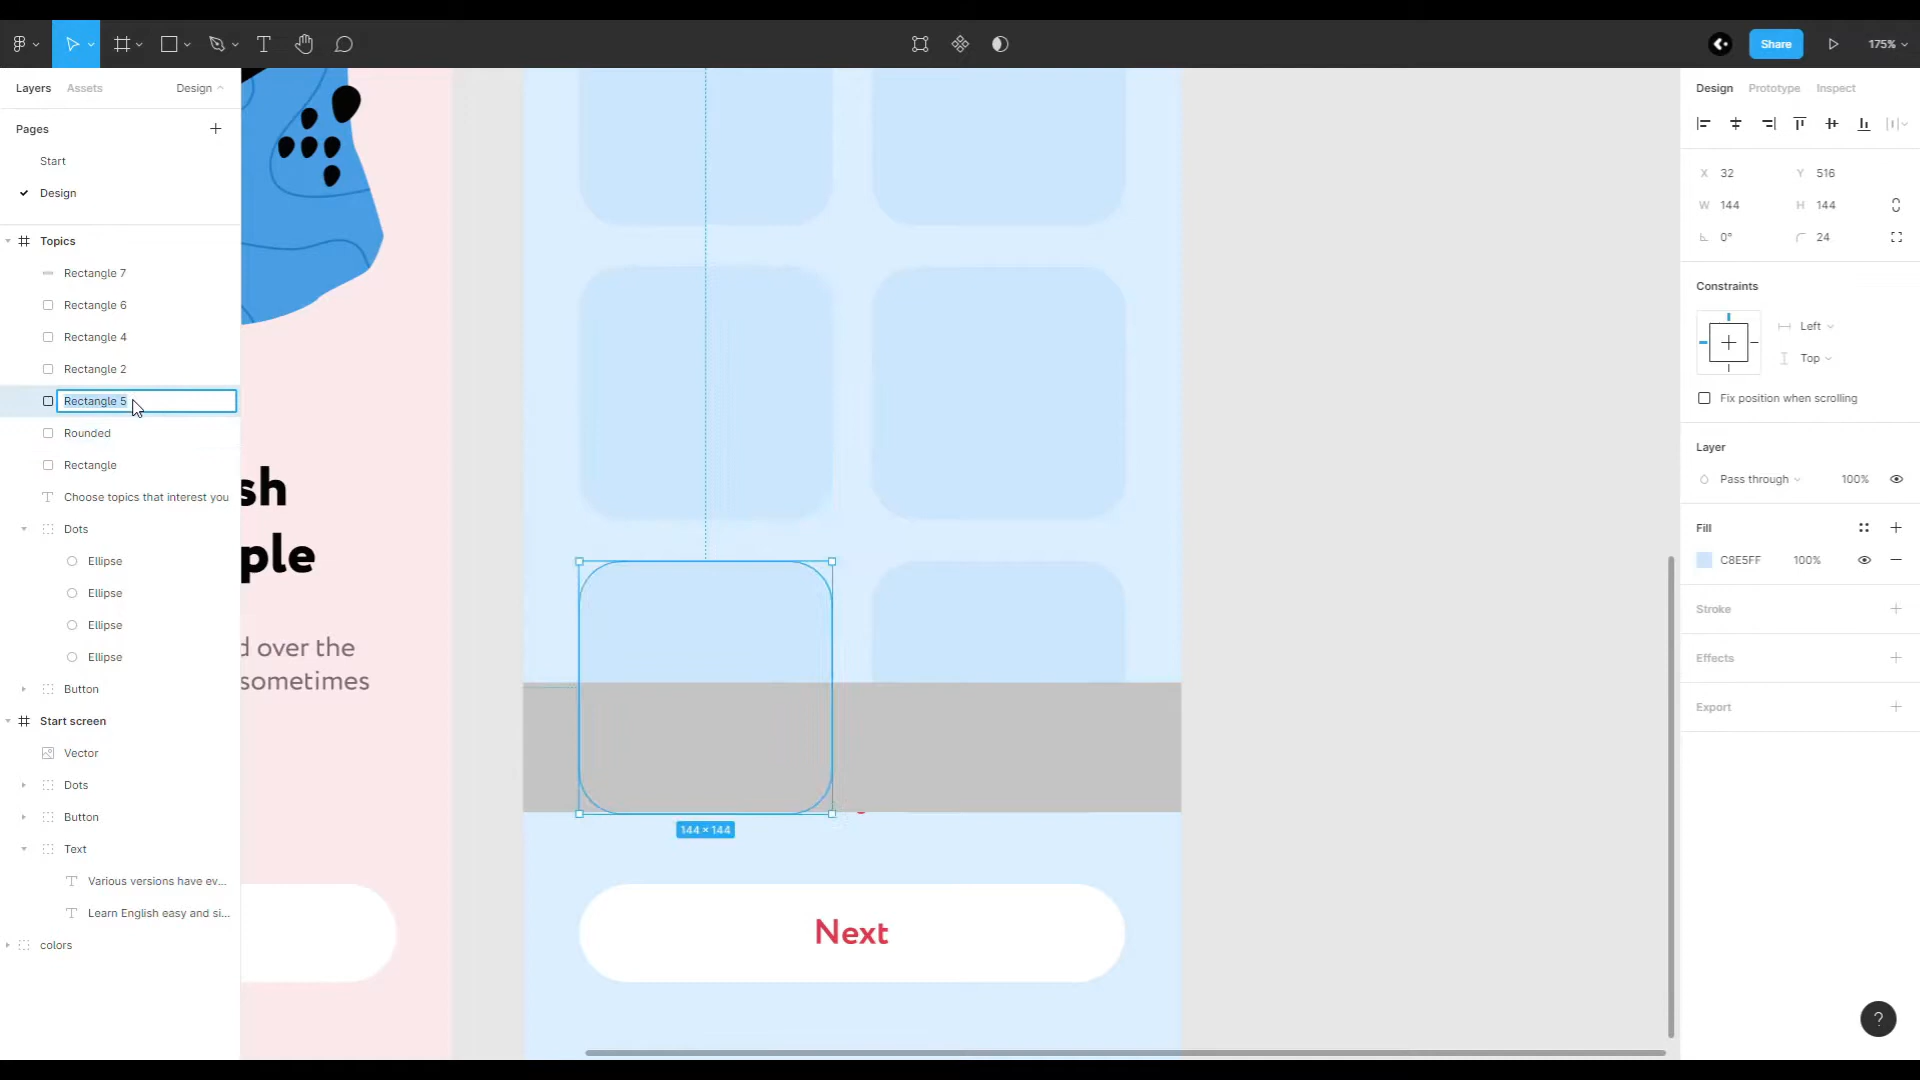 Share
175%
Layers
Assets
Design
Pages
Start
Design
Topics
Rectangle 7
Rectangle 6
Rectangle 4
Rectangle 2
Rectangle 5
Rounded
Rectangle
Choose topics that interest you
Dots
Ellipse
Ellipse
Ellipse
Ellipse
Button
Start screen
Vector
Dots
Button
Text
Various versions have ev...
Learn English easy and si...
colors
sh
ple
d over the
sometimes
144 × 144
Next
Design
Prototype
Inspect
X 32
Y 516
W 144
H 144
0°
24
Constraints
Left
Top
Fix position when scrolling
Layer
Pass through
100%
Fill
C8E5FF
100%
Stroke
Effects
Export
?